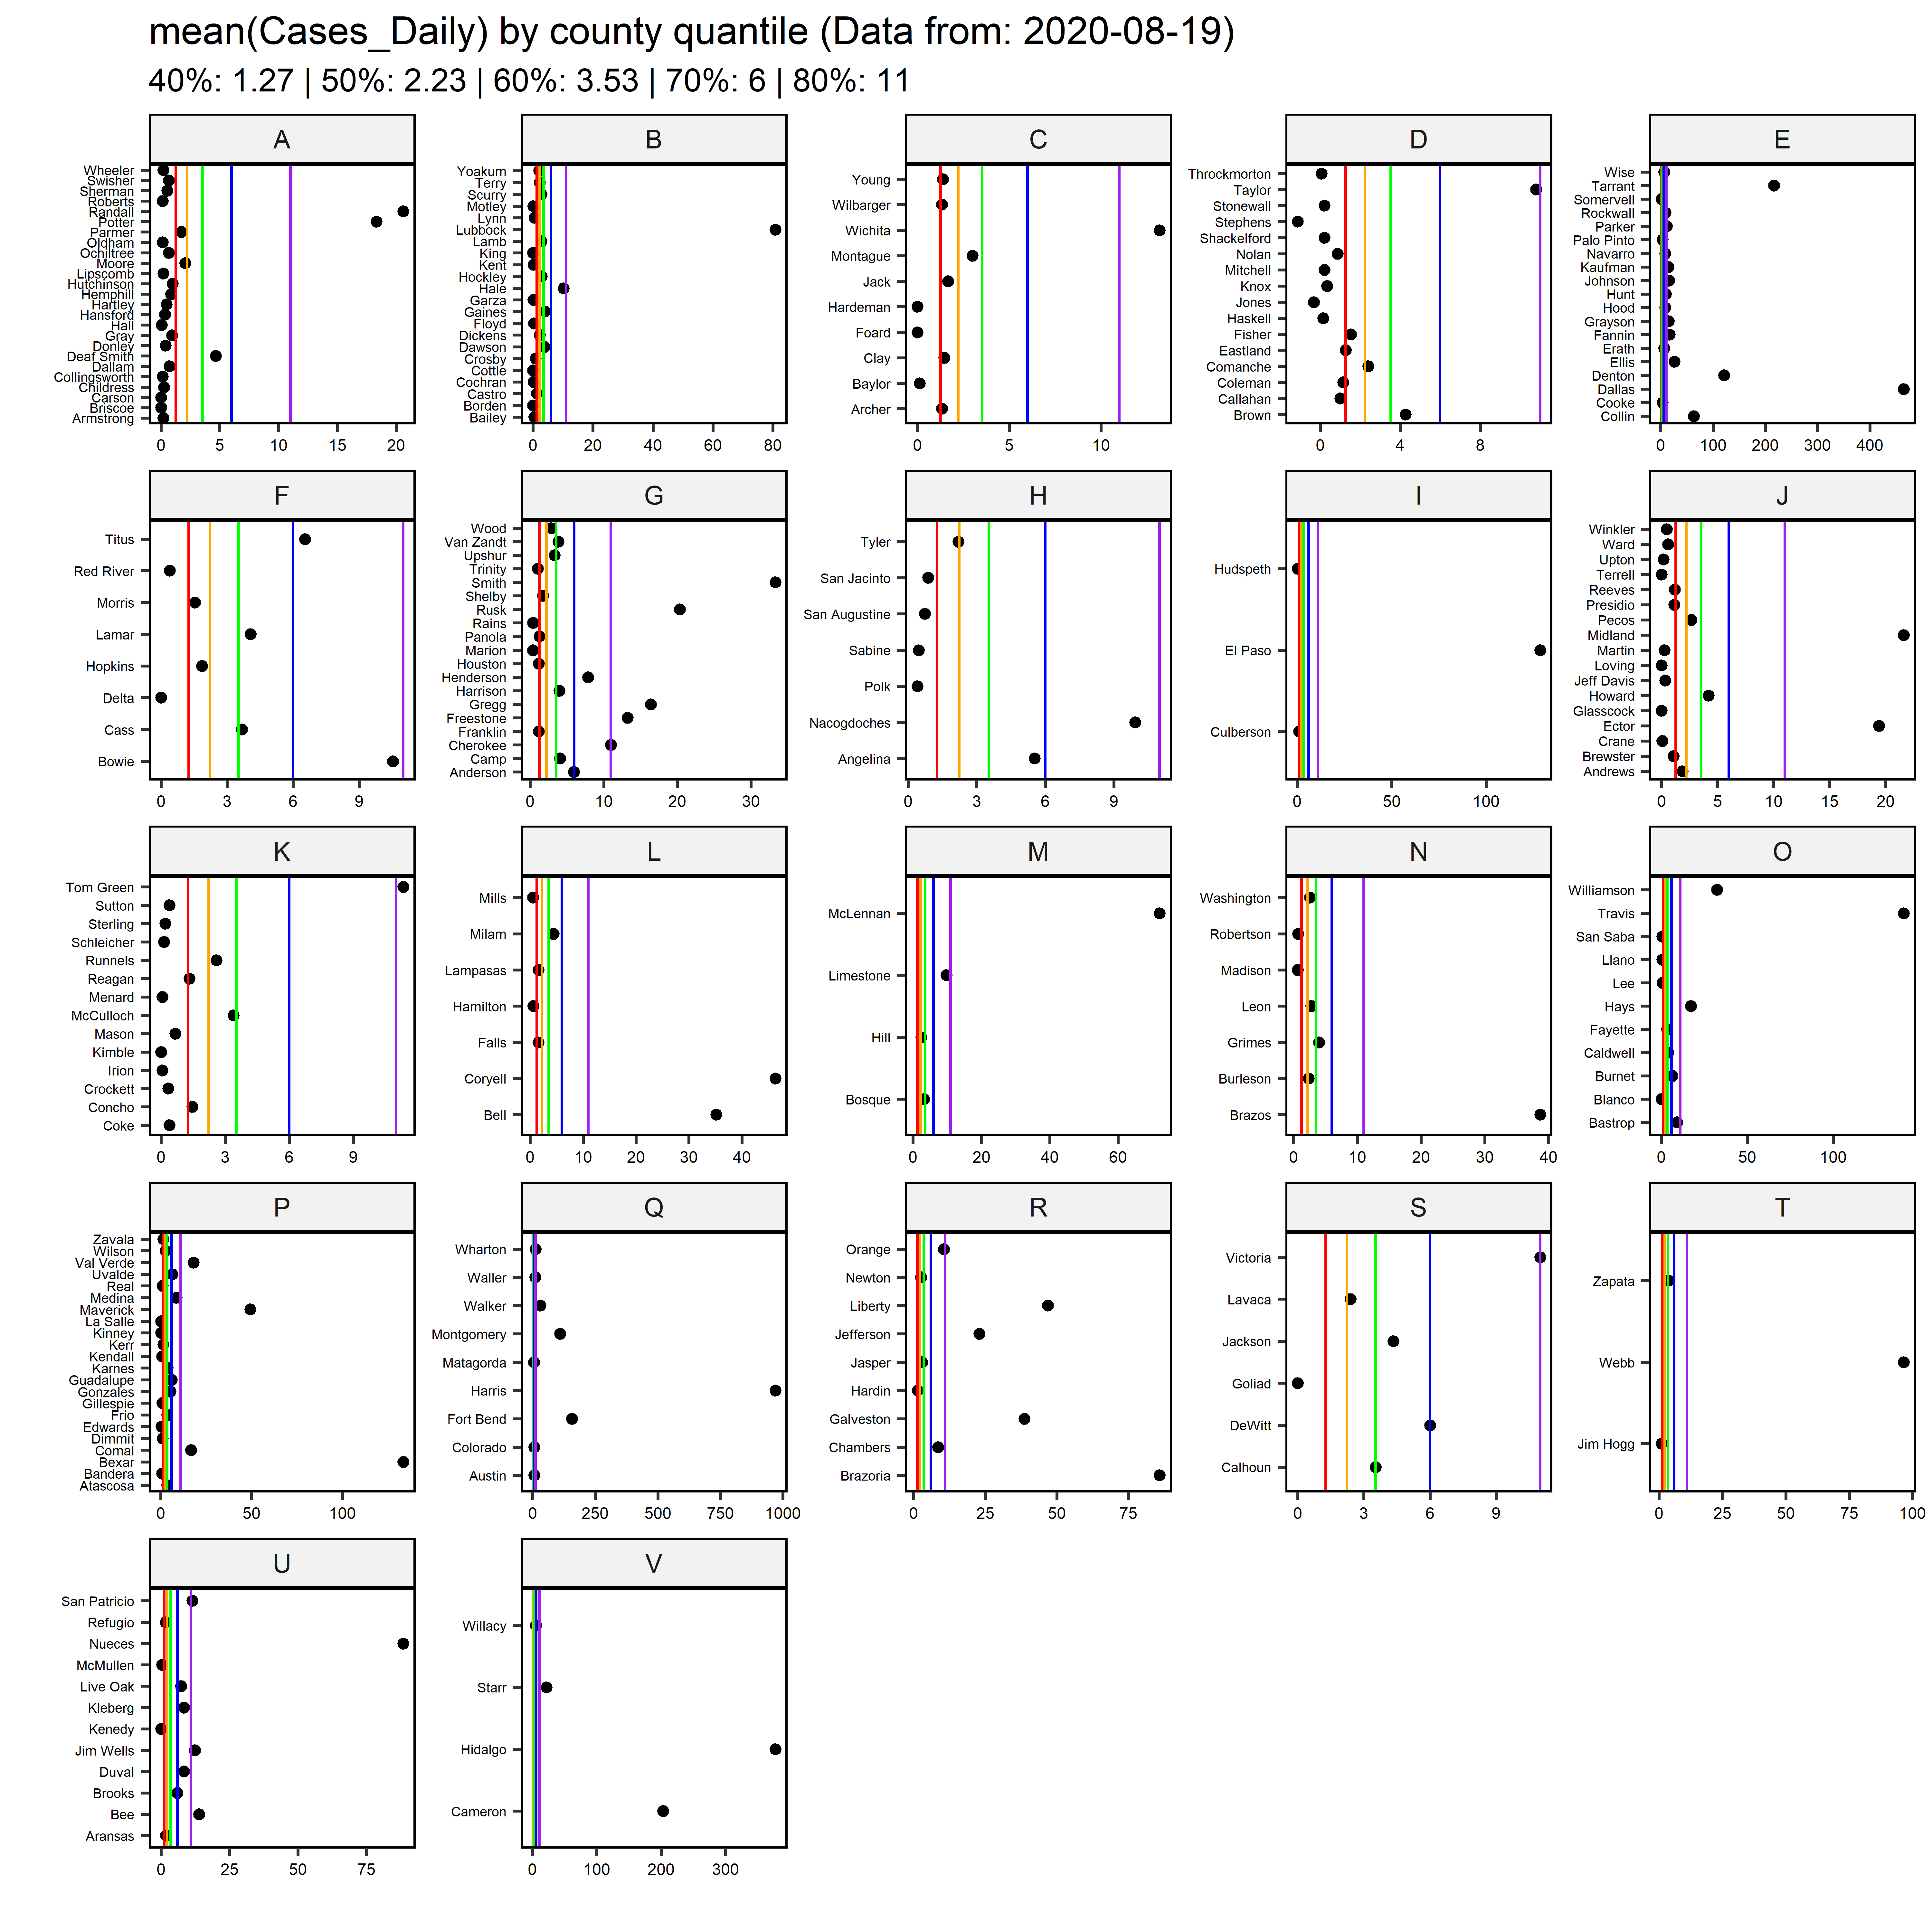 mean(Cases_Daily) by county quantile (Data from: 2020-08-19)
40%: 1.27 | 50%: 2.23 | 60%: 3.53 | 70%: 6 | 80%: 11
A
Wheeler
Swisher
Sherman
Roberts
Randall
Potter
Parmer
Oldham
Ochiltree
Moore
Lipscomb
Hutchinson
Hemphill
Hartley
Hansford
Hall
Gray
Donley
Deaf Smith
Dallam
Collingsworth
Childress
Carson
Briscoe
Armstrong
0 5 10 15 20
B
Yoakum
Terry
Scurry
Motley
Lynn
Lubbock
Lamb
King
Kent
Hockley
Hale
Garza
Gaines
Floyd
Dickens
Dawson
Crosby
Cottle
Cochran
Castro
Borden
Bailey
0 20 40 60 80
C
Young
Wilbarger
Wichita
Montague
Jack
Hardeman
Foard
Clay
Baylor
Archer
0 5 10
D
Throckmorton
Taylor
Stonewall
Stephens
Shackelford
Nolan
Mitchell
Knox
Jones
Haskell
Fisher
Eastland
Comanche
Coleman
Callahan
Brown
0 4 8
E
Wise
Tarrant
Somervell
Rockwall
Parker
Palo Pinto
Navarro
Kaufman
Johnson
Hunt
Hood
Grayson
Fannin
Erath
Ellis
Denton
Dallas
Cooke
Collin
0 100 200 300 400
F
Titus
Red River
Morris
Lamar
Hopkins
Delta
Cass
Bowie
0 3 6 9
G
Wood
Van Zandt
Upshur
Trinity
Smith
Shelby
Rusk
Rains
Panola
Marion
Houston
Henderson
Harrison
Gregg
Freestone
Franklin
Cherokee
Camp
Anderson
0 10 20 30
H
Tyler
San Jacinto
San Augustine
Sabine
Polk
Nacogdoches
Angelina
0 3 6 9
I
Hudspeth
El Paso
Culberson
0 50 100
J
Winkler
Ward
Upton
Terrell
Reeves
Presidio
Pecos
Midland
Martin
Loving
Jeff Davis
Howard
Glasscock
Ector
Crane
Brewster
Andrews
0 5 10 15 20
K
Tom Green
Sutton
Sterling
Schleicher
Runnels
Reagan
Menard
McCulloch
Mason
Kimble
Irion
Crockett
Concho
Coke
0 3 6 9
L
Mills
Milam
Lampasas
Hamilton
Falls
Coryell
Bell
0 10 20 30 40
M
McLennan
Limestone
Hill
Bosque
0 20 40 60
N
Washington
Robertson
Madison
Leon
Grimes
Burleson
Brazos
0 10 20 30 40
O
Williamson
Travis
San Saba
Llano
Lee
Hays
Fayette
Caldwell
Burnet
Blanco
Bastrop
0 50 100
P
Zavala
Wilson
Val Verde
Uvalde
Real
Medina
Maverick
La Salle
Kinney
Kerr
Kendall
Karnes
Guadalupe
Gonzales
Gillespie
Frio
Edwards
Dimmit
Comal
Bexar
Bandera
Atascosa
0 50 100
Q
Wharton
Waller
Walker
Montgomery
Matagorda
Harris
Fort Bend
Colorado
Austin
0 250 500 750 1000
R
Orange
Newton
Liberty
Jefferson
Jasper
Hardin
Galveston
Chambers
Brazoria
0 25 50 75
S
Victoria
Lavaca
Jackson
Goliad
DeWitt
Calhoun
0 3 6 9
T
Zapata
Webb
Jim Hogg
0 25 50 75 100
U
San Patricio
Refugio
Nueces
McMullen
Live Oak
Kleberg
Kenedy
Jim Wells
Duval
Brooks
Bee
Aransas
0 25 50 75
V
Willacy
Starr
Hidalgo
Cameron
0 100 200 300